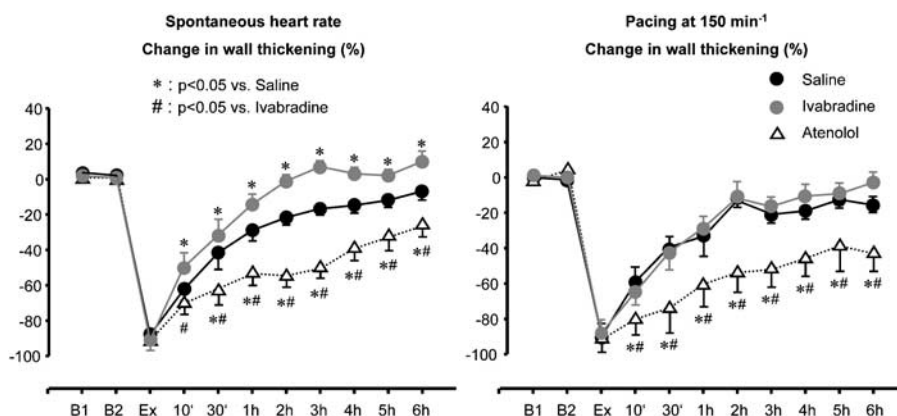 Spontaneous heart rate
Change in wall thickening (%)
* : p<0.05 vs. Saline
# : p<0.05 vs. Ivabradine
40
20
0
-20
-40
-60
-80
-100
* * * * * * * *
# *# *# *# *# *# *# *#
B1 B2 Ex 10' 30' 1h 2h 3h 4h 5h 6h
Pacing at 150 min⁻¹
Change in wall thickening (%)
Saline
Ivabradine
Atenolol
40
20
0
-20
-40
-60
-80
-100
*# *# *# *# *# *# *# *#
B1 B2 Ex 10' 30' 1h 2h 3h 4h 5h 6h